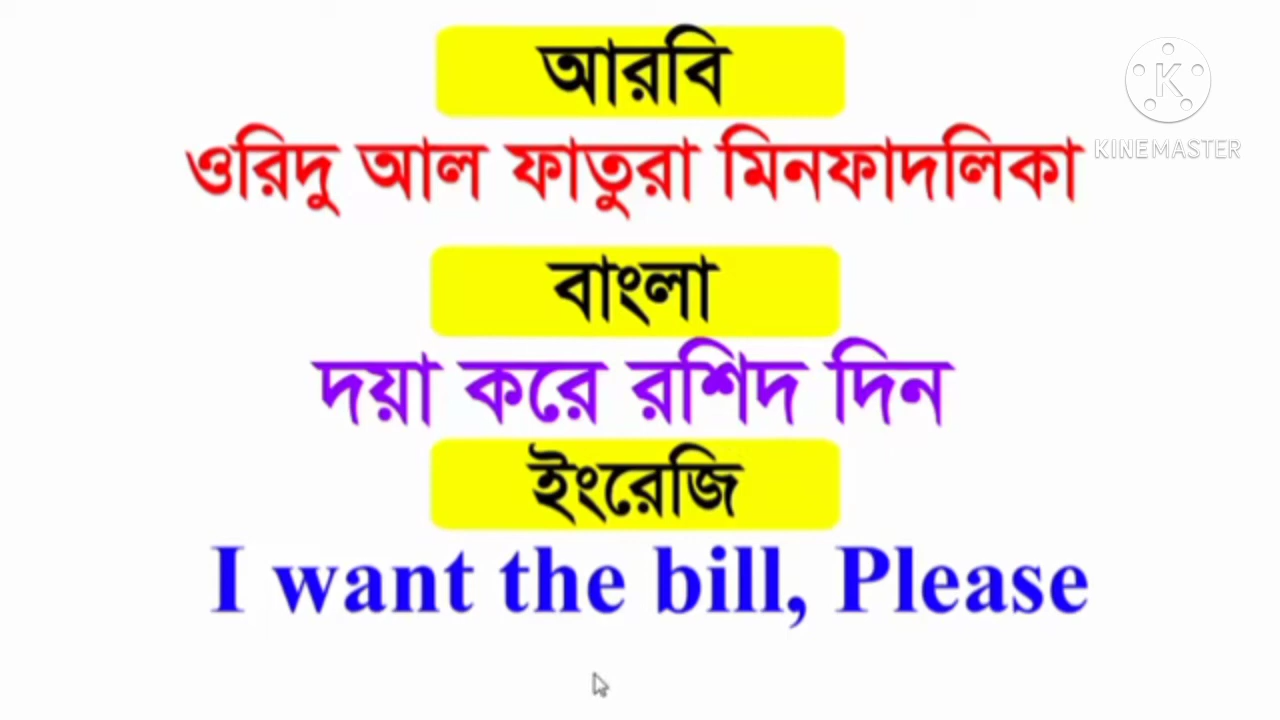 আরবি
ওরিদু আল ফাতুরা মিনফাদলিকা
K
KINEMASTER
বাংলা
দয়া করে রশিদ দিন
ইংরেজি
I want the bill, Please